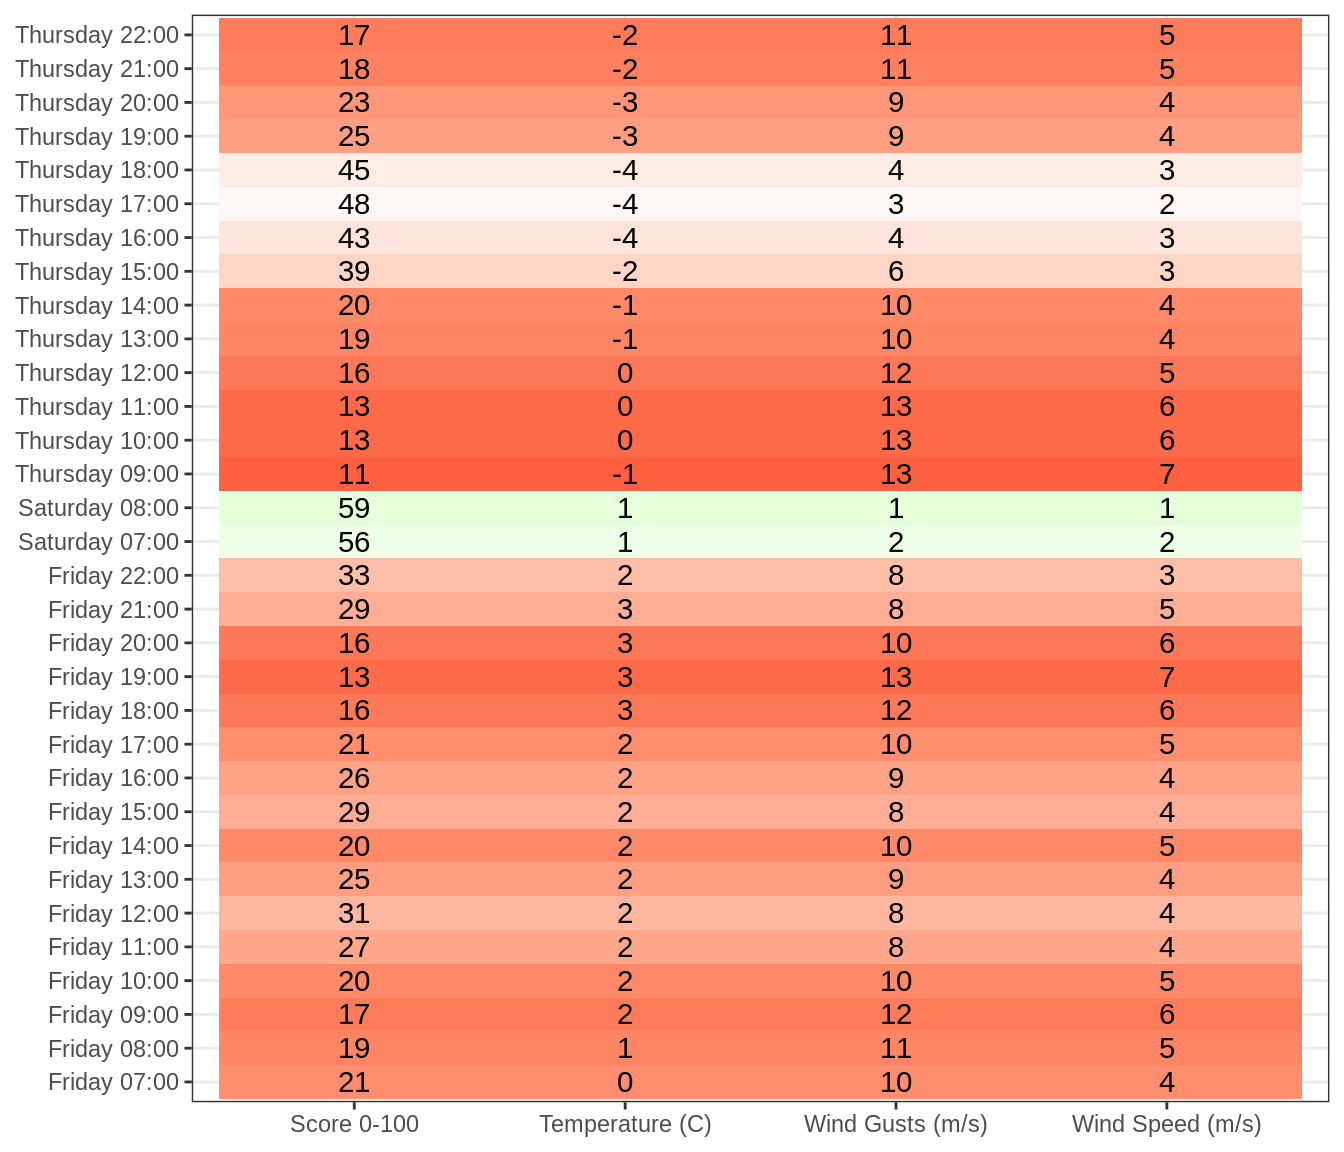 Thursday 22:00 17 -2 11 5
Thursday 21:00 18 -2 11 5
Thursday 20:00 23 -3 9 4
Thursday 19:00 25 -3 9 4
Thursday 18:00 45 -4 4 3
Thursday 17:00 48 -4 3 2
Thursday 16:00 43 -4 4 3
Thursday 15:00 39 -2 6 3
Thursday 14:00 20 -1 10 4
Thursday 13:00 19 -1 10 4
Thursday 12:00 16 0 12 5
Thursday 11:00 13 0 13 6
Thursday 10:00 13 0 13 6
Thursday 09:00 11 -1 13 7
Saturday 08:00 59 1 1 1
Saturday 07:00 56 1 2 2
Friday 22:00 33 2 8 3
Friday 21:00 29 3 8 5
Friday 20:00 16 3 10 6
Friday 19:00 13 3 13 7
Friday 18:00 16 3 12 6
Friday 17:00 21 2 10 5
Friday 16:00 26 2 9 4
Friday 15:00 29 2 8 4
Friday 14:00 20 2 10 5
Friday 13:00 25 2 9 4
Friday 12:00 31 2 8 4
Friday 11:00 27 2 8 4
Friday 10:00 20 2 10 5
Friday 09:00 17 2 12 6
Friday 08:00 19 1 11 5
Friday 07:00 21 0 10 4
Score 0-100 Temperature (C) Wind Gusts (m/s) Wind Speed (m/s)